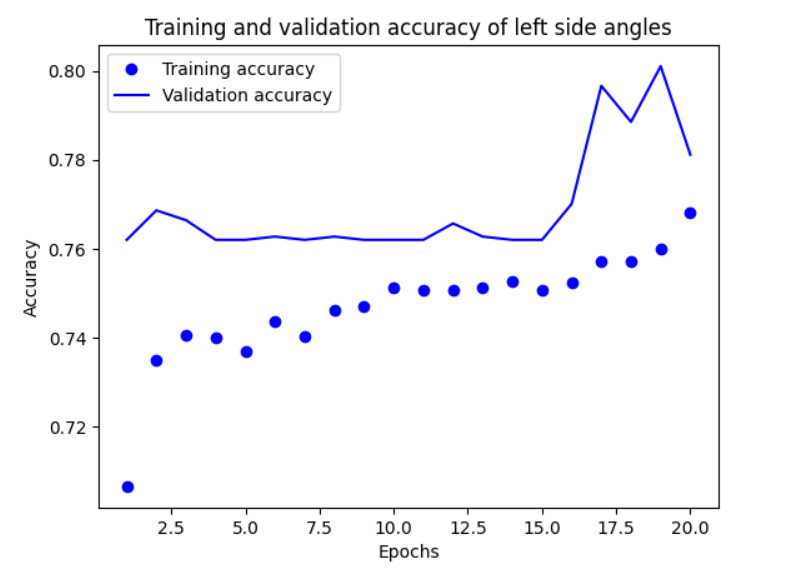 Training and validation accuracy of left side angles
Training accuracy
Validation accuracy
0.80
0.78
0.76
0.74
0.72
Accuracy
2.5 5.0 7.5 10.0 12.5 15.0 17.5 20.0
Epochs